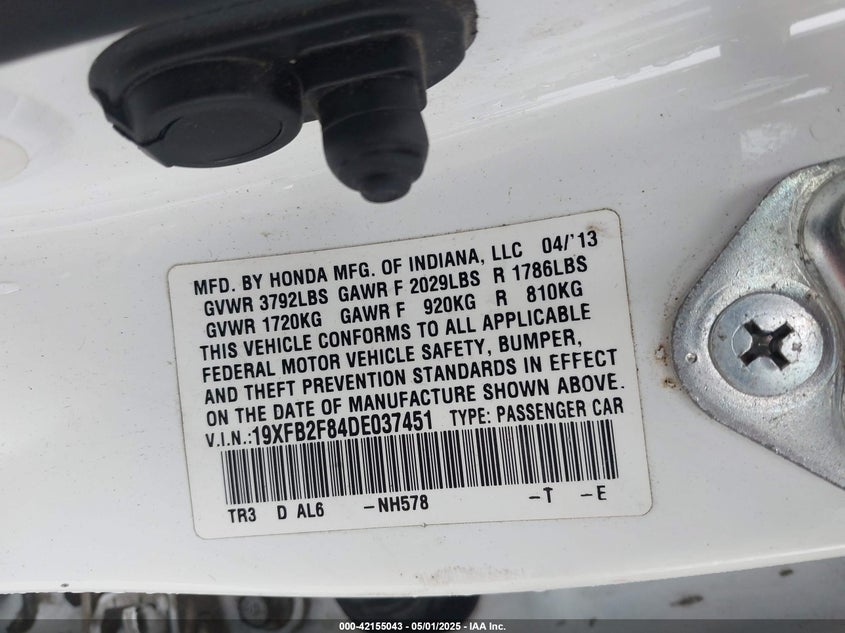 MFD. BY HONDA MFG. OF INDIANA, LLC 04/'13
GVWR 3792LBS GAWR F 2029LBS R 1786LBS
GVWR 1720KG GAWR F 920KG R 810KG
THIS VEHICLE CONFORMS TO ALL APPLICABLE
FEDERAL MOTOR VEHICLE SAFETY, BUMPER,
AND THEFT PREVENTION STANDARDS IN EFFECT
ON THE DATE OF MANUFACTURE SHOWN ABOVE.
V.I.N.:19XFB2F84DE037451 TYPE: PASSENGER CAR
TR3 D AL6 -NH578 -T -E
000-42155043 - 05/01/2025 - IAA Inc.